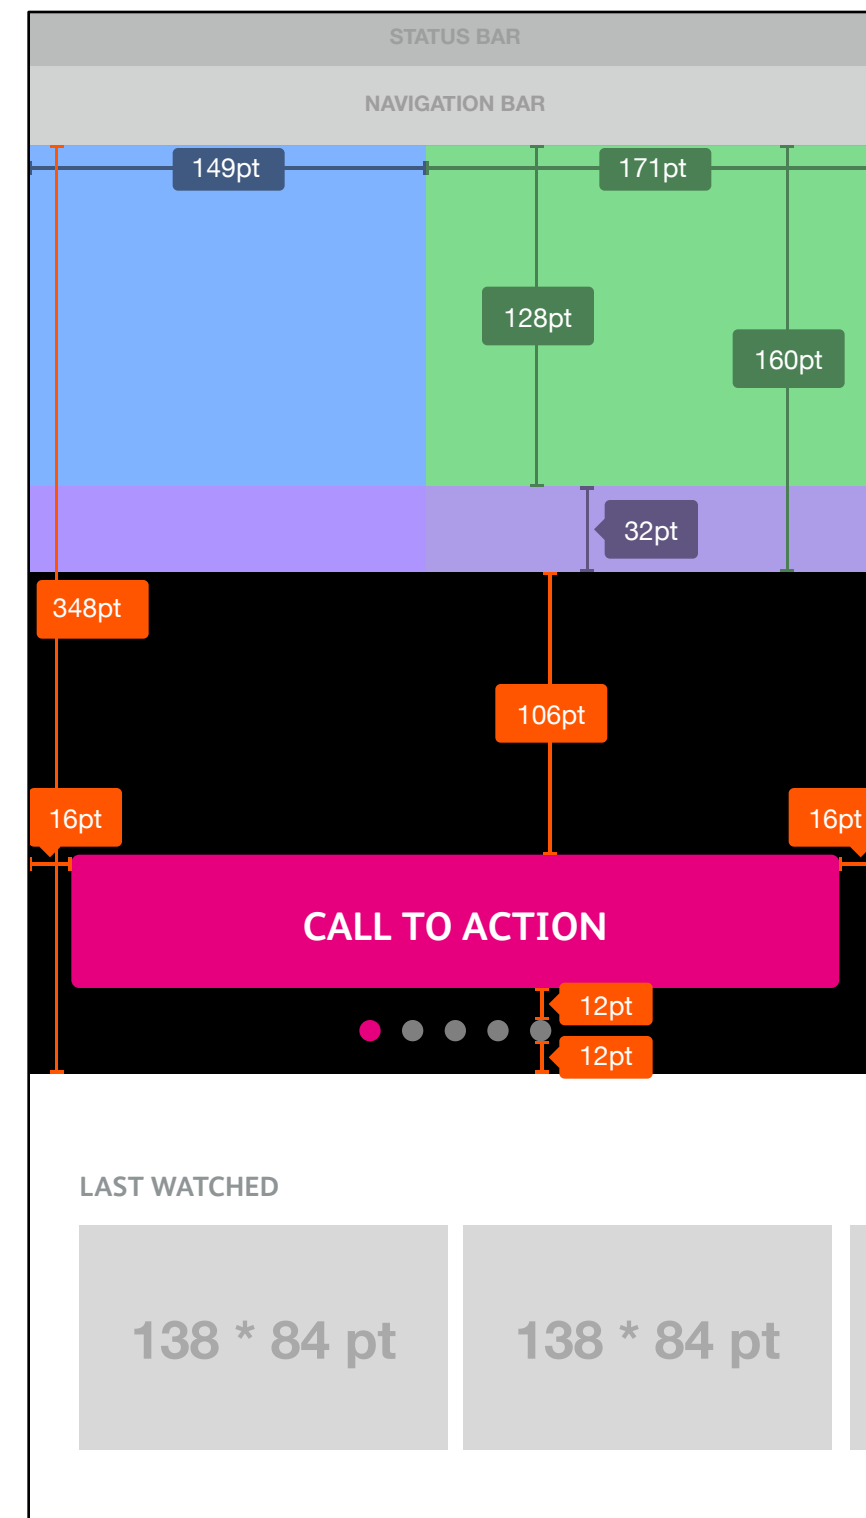 STATUS BAR
NAVIGATION BAR
149pt
171pt
128pt
160pt
32pt
348pt
106pt
16pt
16pt
CALL TO ACTION
12pt
12pt
LAST WATCHED
138 * 84 pt
138 * 84 pt